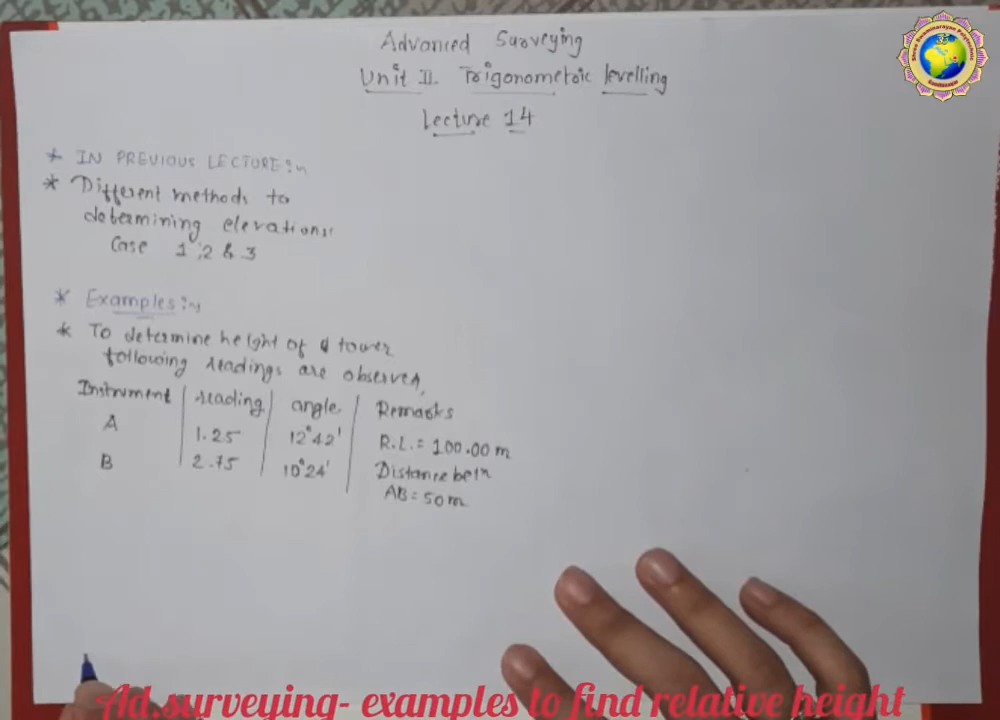 Advanced Surveying
Unit II Trigonometric levelling
Lecture 14
* IN PREVIOUS LECTURE:~
* Different methods to
determining elevations.
Case 1, 2 & 3
* Examples:~
* To determine height of a tower
following readings are observed,
Instrument reading angle Remarks
A 1.25 12°42' R.L.= 100.00 m
B 2.75 10°24' Distance betn
AB = 50m
Ad.surveying- examples to find relative height